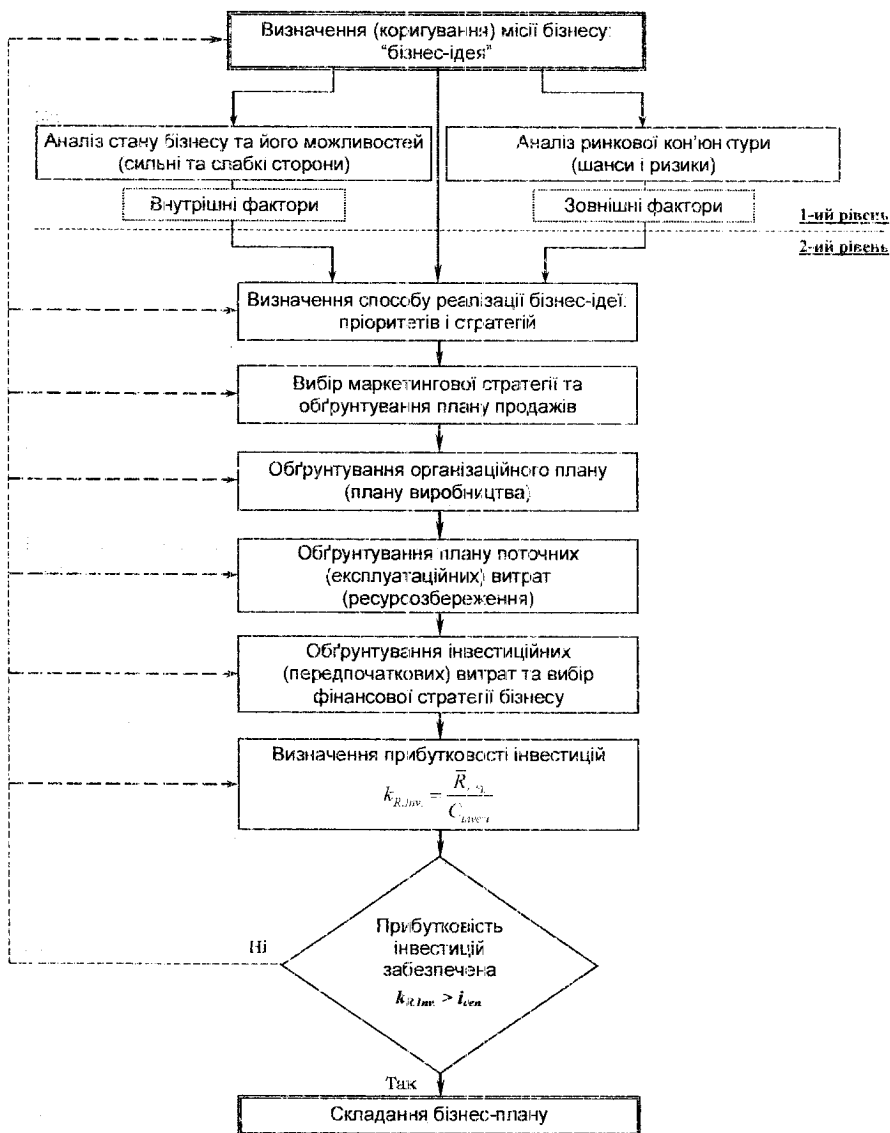 Визначення (коригування) місії бізнесу:
“бізнес-ідея”
Аналіз стану бізнесу та його можливостей
(сильні та слабкі сторони)
Аналіз ринкової кон'юнктури
(шанси і ризики)
Внутрішні фактори
Зовнішні фактори
1-ий рівень
2-ий рівень
Визначення способу реалізації бізнес-ідеї:
пріоритетів і стратегій
Вибір маркетингової стратегії та
обґрунтування плану продажів
Обґрунтування організаційного плану
(плану виробництва)
Обґрунтування плану поточних
(експлуатаційних) витрат
(ресурсозбереження)
Обґрунтування інвестиційних
(передпочаткових) витрат та вибір
фінансової стратегії бізнесу
Визначення прибутковості інвестицій
k R.Inv. =
Прибутковість
інвестицій
забезпечена
k R.Inv. > i cen
Ні
Так
Складання бізнес-плану